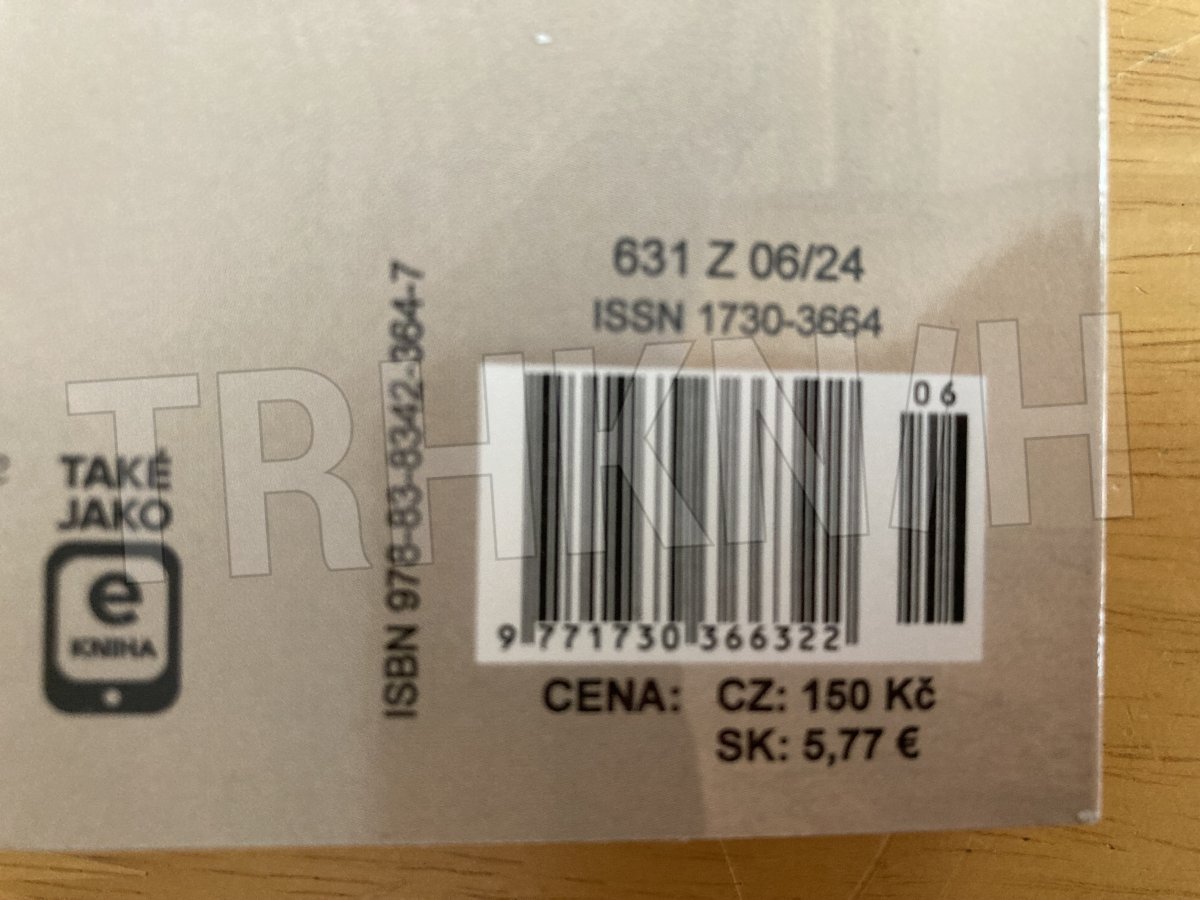 631 Z 06/24
ISSN 1730-3664
ISBN 978-83-8342-364-7
06
TAKÉ
JAKO
e
KNIHA
9 771730 366322
CENA: CZ: 150 Kč
SK: 5,77 €
TRHKNIH